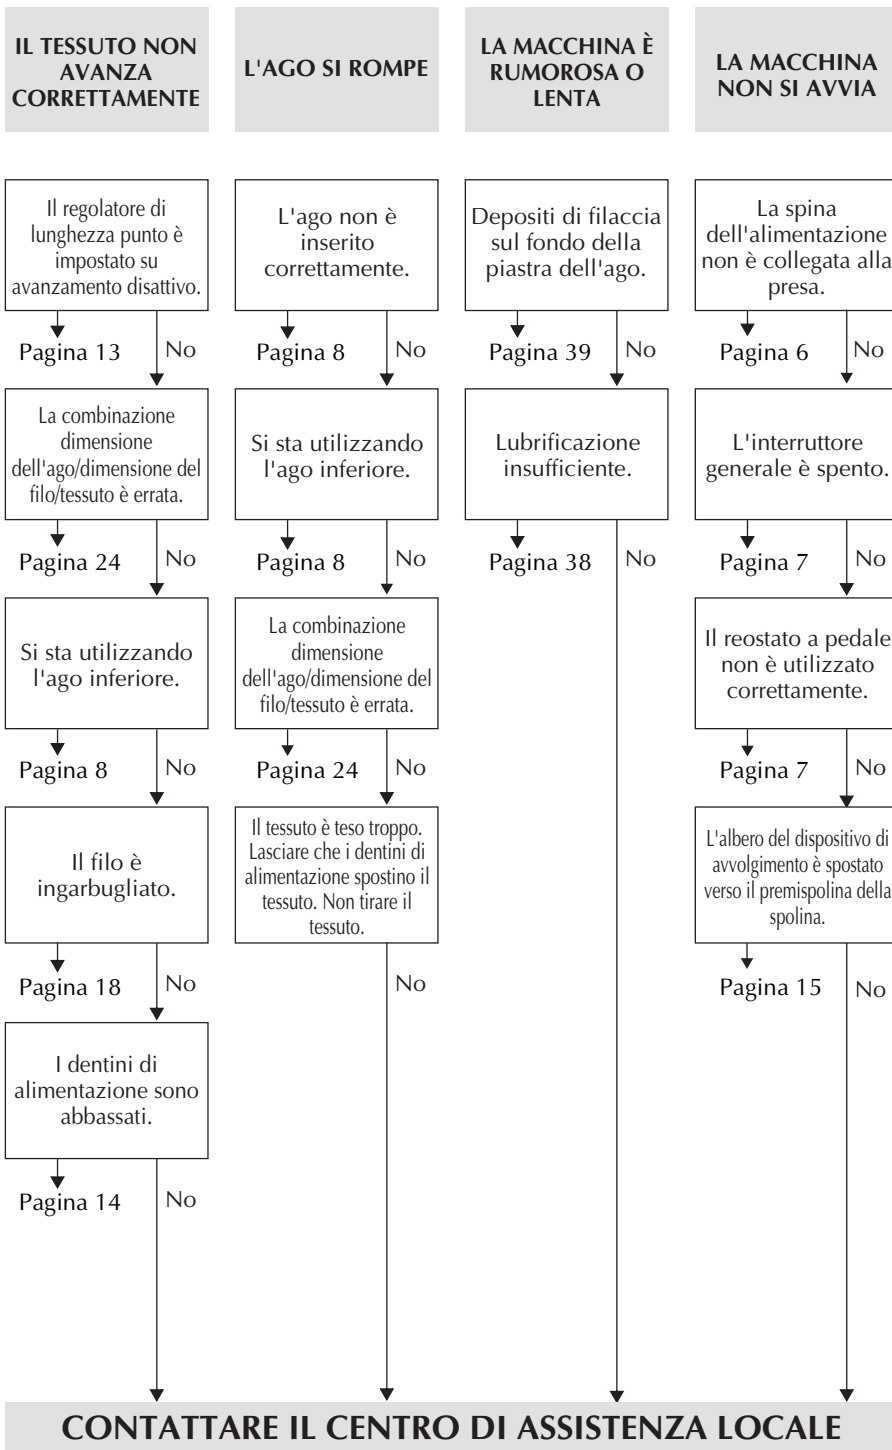 IL TESSUTO NON
AVANZA
CORRETTAMENTE
Il regolatore di
lunghezza punto è
impostato su
avanzamento disattivo.
Pagina 13
No
La combinazione
dimensione
dell'ago/dimensione del
filo/tessuto è errata.
Pagina 24
No
Si sta utilizzando
l'ago inferiore.
Pagina 8
No
Il filo è
ingarbugliato.
Pagina 18
No
I dentini di
alimentazione sono
abbassati.
Pagina 14
No
L'AGO SI ROMPE
L'ago non è
inserito
correttamente.
Pagina 8
No
Si sta utilizzando
l'ago inferiore.
Pagina 8
No
La combinazione
dimensione
dell'ago/dimensione del
filo/tessuto è errata.
Pagina 24
No
Il tessuto è teso troppo.
Lasciare che i dentini di
alimentazione spostino il
tessuto. Non tirare il
tessuto.
No
LA MACCHINA È
RUMOROSA O
LENTA
Depositi di filaccia
sul fondo della
piastra dell'ago.
Pagina 39
No
Lubrificazione
insufficiente.
Pagina 38
No
LA MACCHINA
NON SI AVVIA
La spina
dell'alimentazione
non è collegata alla
presa.
Pagina 6
No
L'interruttore
generale è spento.
Pagina 7
No
Il reostato a pedale
non è utilizzato
correttamente.
Pagina 7
No
L'albero del dispositivo di
avvolgimento è spostato
verso il premispolina della
spolina.
Pagina 15
No
CONTATTARE IL CENTRO DI ASSISTENZA LOCALE